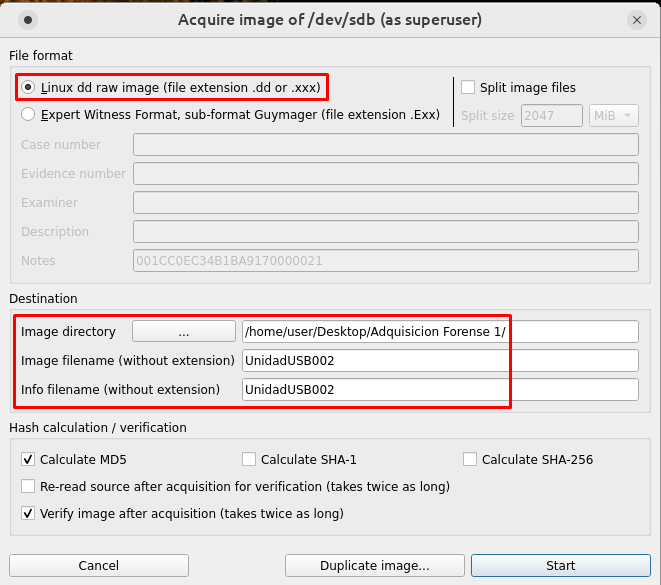 Acquire image of /dev/sdb (as superuser)
File format
Linux dd raw image (file extension .dd or .xxx)
Split image files
Expert Witness Format, sub-format Guymager (file extension .Exx)
Split size 2047 MiB
Case number
Evidence number
Examiner
Description
Notes 001CC0EC34B1BA9170000021
Destination
Image directory ... /home/user/Desktop/Adquisicion Forense 1/
Image filename (without extension) UnidadUSB002
Info filename (without extension) UnidadUSB002
Hash calculation / verification
Calculate MD5 Calculate SHA-1 Calculate SHA-256
Re-read source after acquisition for verification (takes twice as long)
Verify image after acquisition (takes twice as long)
Cancel Duplicate image... Start